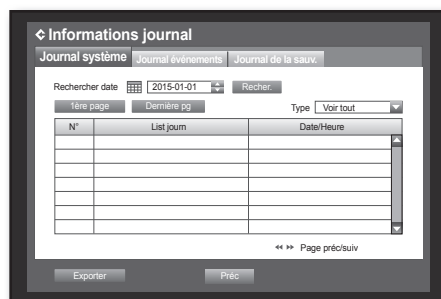 Informations journal
Journal système Journal événements Journal de la sauv.
Rechercher date 2015-01-01 Recher.
1ère page Dernière pg Type Voir tout
N° List journ Date/Heure
Page préc/suiv
Exporter Préc